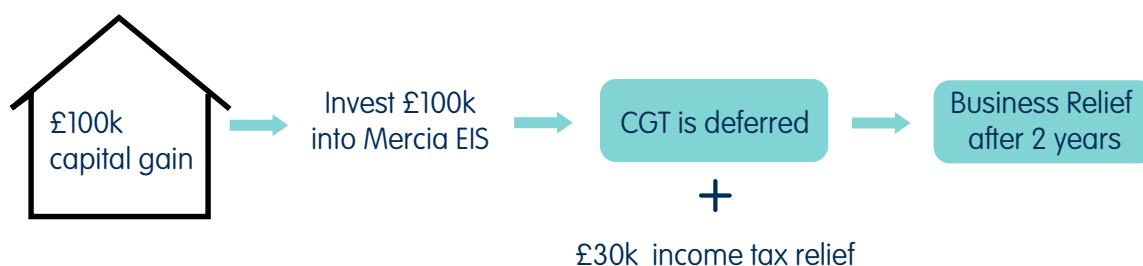 £100k
capital gain
Invest £100k
into Mercia EIS
CGT is deferred
+
£30k income tax relief
Business Relief
after 2 years